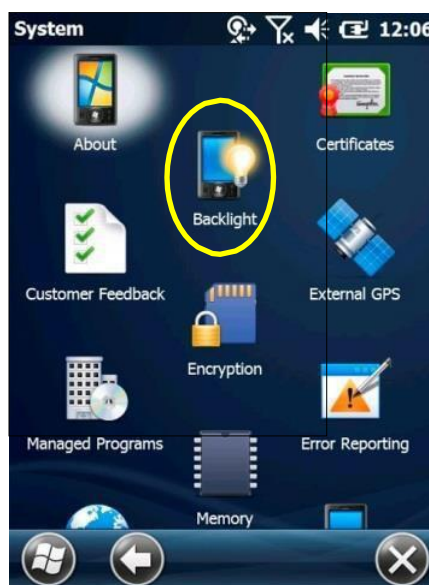 System 12:06
About
Certificates
Backlight
Customer Feedback
External GPS
Encryption
Managed Programs
Error Reporting
Memory